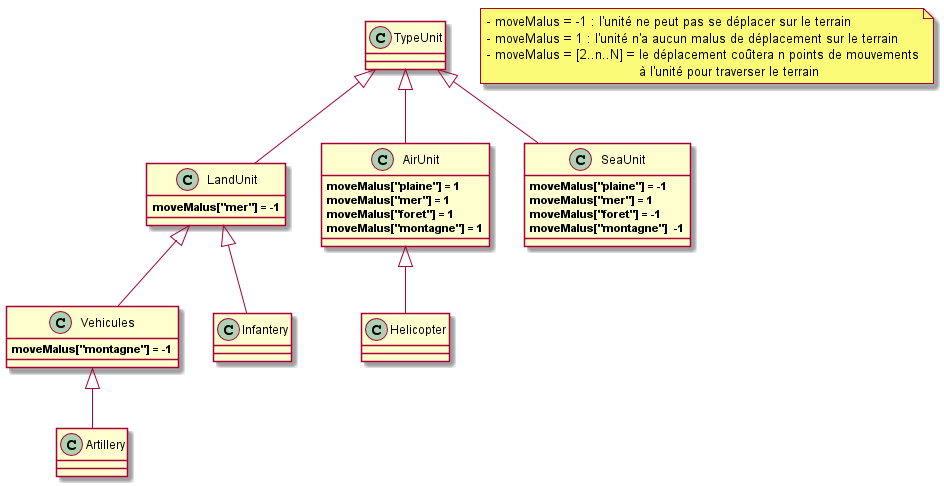 - moveMalus = -1 : l'unité ne peut pas se déplacer sur le terrain
- moveMalus = 1 : l'unité n'a aucun malus de déplacement sur le terrain
- moveMalus = [2..n..N] = le déplacement coûtera n points de mouvements
à l'unité pour traverser le terrain
C TypeUnit
C LandUnit
moveMalus["mer"] = -1
C AirUnit
moveMalus["plaine"] = 1
moveMalus["mer"] = 1
moveMalus["foret"] = 1
moveMalus["montagne"] = 1
C SeaUnit
moveMalus["plaine"] = -1
moveMalus["mer"] = 1
moveMalus["foret"] = -1
moveMalus["montagne"] -1
C Vehicules
moveMalus["montagne"] = -1
C Infantery
C Helicopter
C Artillery